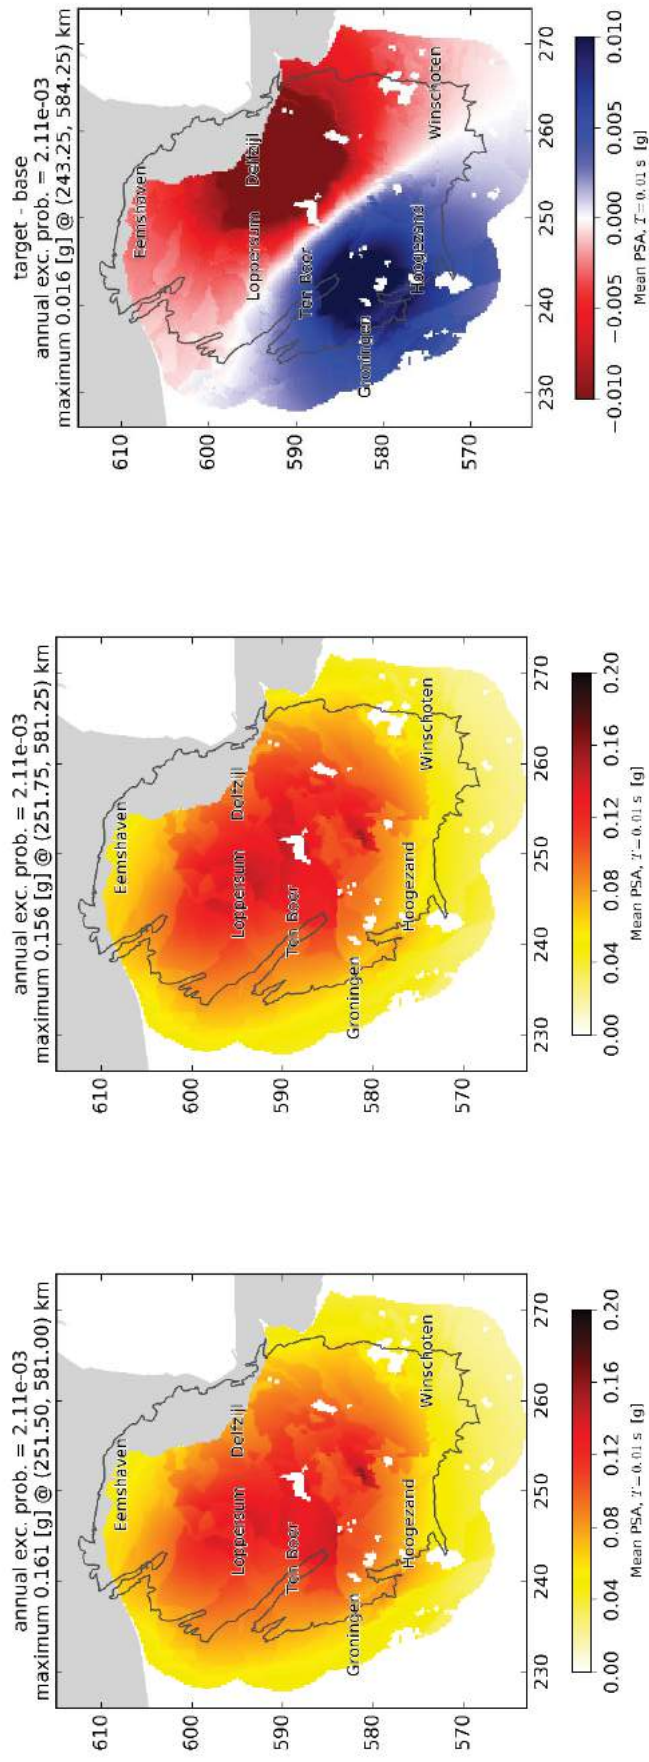 annual exc. prob. = 2.11e-03
maximum 0.161 [g] @ (251.50, 581.00) km
610
600
590
580
570
Eemshaven
Delfzijl
Loppersum
Ten Boer
Groningen
Hoogezand
Winschoten
230
240
250
260
270
0.00
0.04
0.08
0.12
0.16
0.20
Mean PSA, T=0.01 s [g]
annual exc. prob. = 2.11e-03
maximum 0.156 [g] @ (251.75, 581.25) km
610
600
590
580
570
Eemshaven
Delfzijl
Loppersum
Ten Boer
Groningen
Hoogezand
Winschoten
230
240
250
260
270
0.00
0.04
0.08
0.12
0.16
0.20
Mean PSA, T=0.01 s [g]
target - base
annual exc. prob. = 2.11e-03
maximum 0.016 [g] @ (243.25, 584.25) km
610
600
590
580
570
Eemshaven
Delfzijl
Loppersum
Ten Boer
Groningen
Hoogezand
Winschoten
230
240
250
260
270
−0.010
−0.005
0.000
0.005
0.010
Mean PSA, T=0.01 s [g]